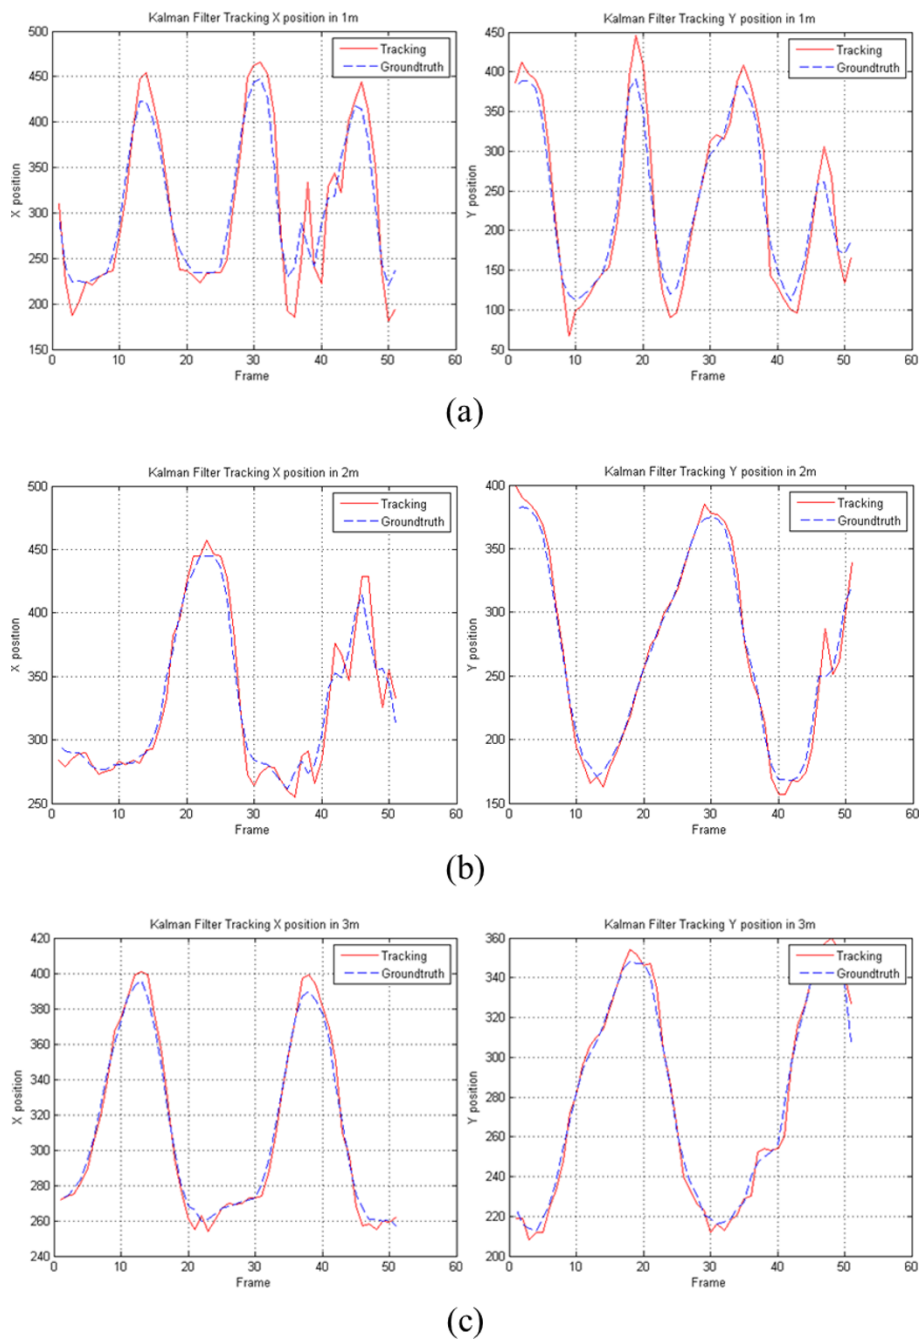 Kalman Filter Tracking X position in 1m
500
450
400
350
300
250
200
150
X position
0
10
20
30
40
50
60
Frame
Tracking
Groundtruth
Kalman Filter Tracking Y position in 1m
450
400
350
300
250
200
150
100
50
Y position
0
10
20
30
40
50
60
Frame
Tracking
Groundtruth
(a)
Kalman Filter Tracking X position in 2m
500
450
400
350
300
250
X position
0
10
20
30
40
50
60
Frame
Tracking
Groundtruth
Kalman Filter Tracking Y position in 2m
400
350
300
250
200
150
Y position
0
10
20
30
40
50
60
Frame
Tracking
Groundtruth
(b)
Kalman Filter Tracking X position in 3m
420
400
380
360
340
320
300
280
260
240
X position
0
10
20
30
40
50
60
Frame
Tracking
Groundtruth
Kalman Filter Tracking Y position in 3m
360
340
320
300
280
260
240
220
200
Y position
0
10
20
30
40
50
60
Frame
Tracking
Groundtruth
(c)